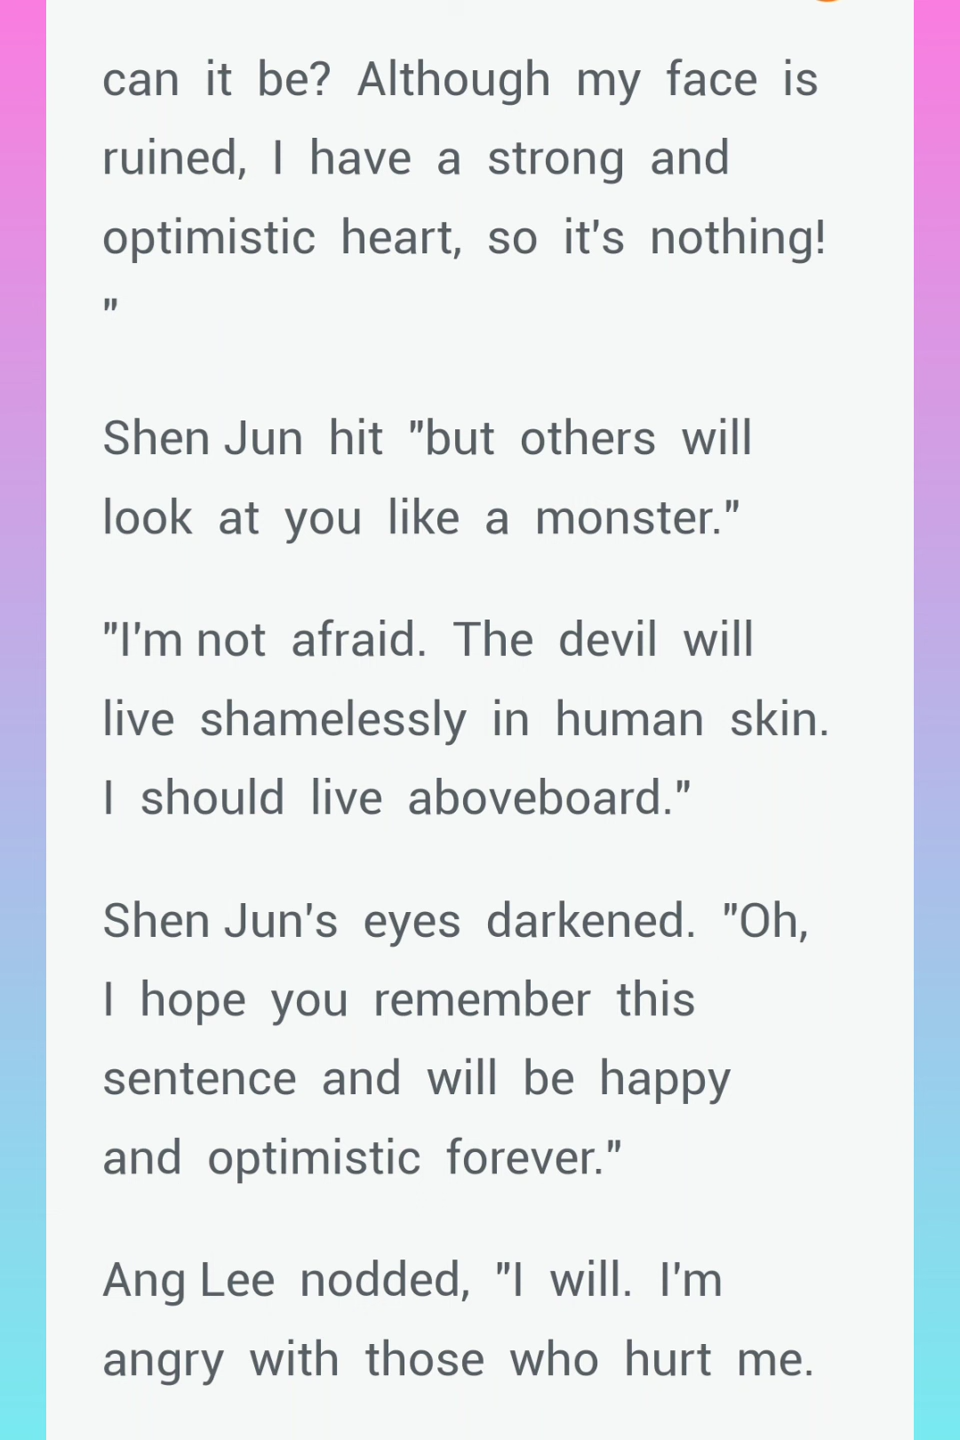 can it be? Although my face is
ruined, I have a strong and
optimistic heart, so it's nothing!
"
Shen Jun hit "but others will
look at you like a monster."
"I'm not afraid. The devil will
live shamelessly in human skin.
I should live aboveboard."
Shen Jun's eyes darkened. "Oh,
I hope you remember this
sentence and will be happy
and optimistic forever."
Ang Lee nodded, "I will. I'm
angry with those who hurt me.